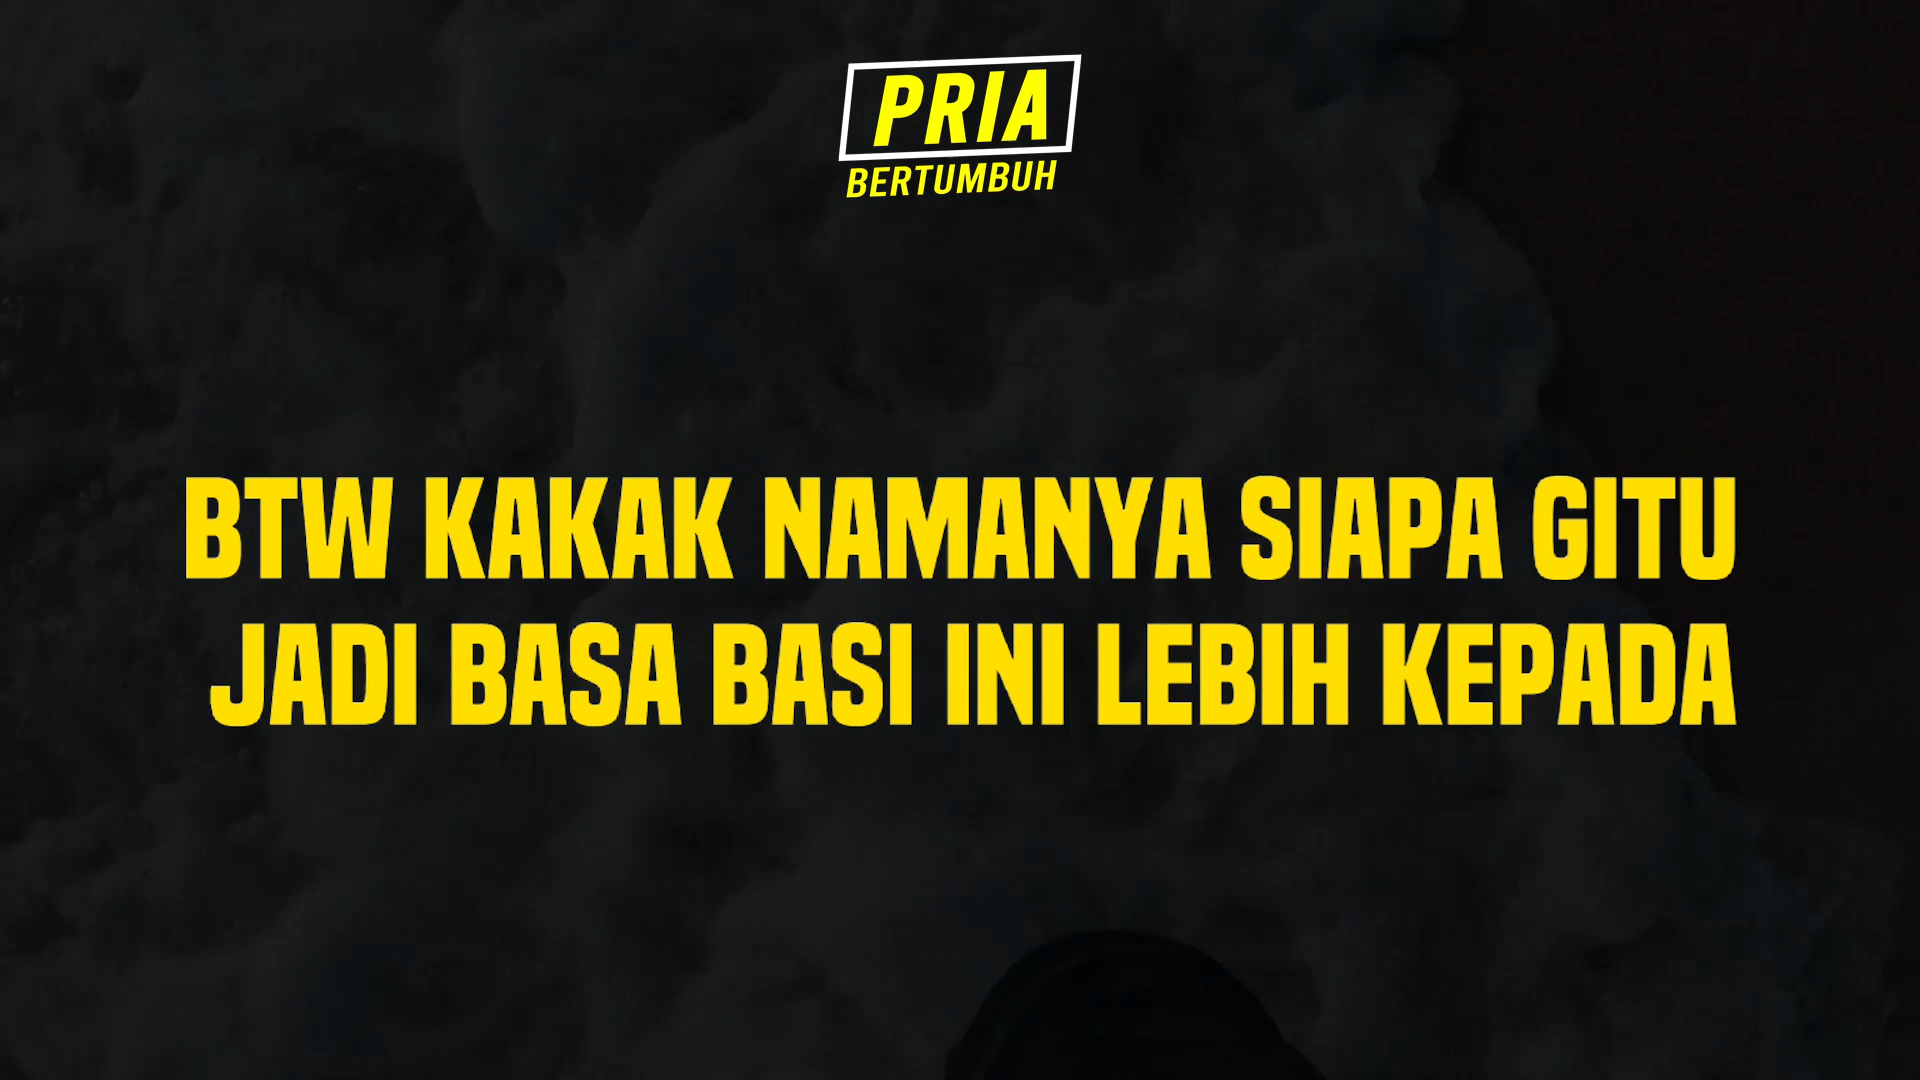 PRIA
BERTUMBUH
BTW KAKAK NAMANYA SIAPA GITU
JADI BASA BASI INI LEBIH KEPADA